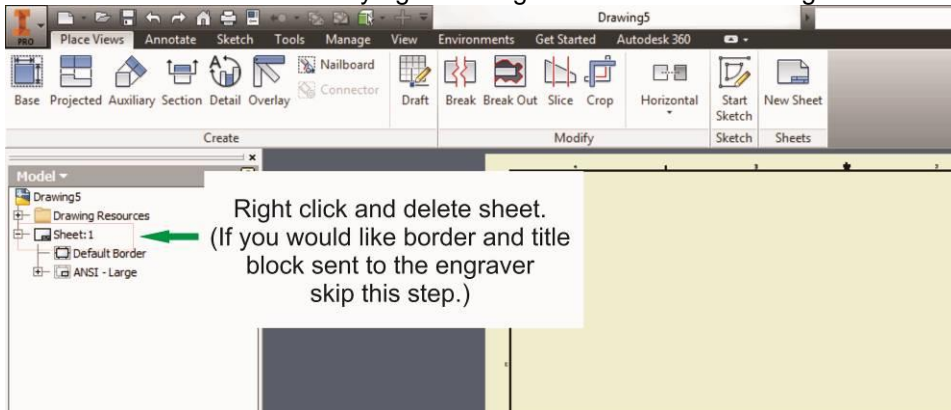 Drawing5
PRO
Place Views Annotate Sketch Tools Manage View Environments Get Started Autodesk 360
Nailboard
Connector
Base Projected Auxiliary Section Detail Overlay Draft Break Break Out Slice Crop Horizontal Start Sketch New Sheet
Create Modify Sketch Sheets
Model
Drawing5
Drawing Resources
Sheet:1
Default Border
ANSI - Large
Right click and delete sheet.
(If you would like border and title
block sent to the engraver
skip this step.)